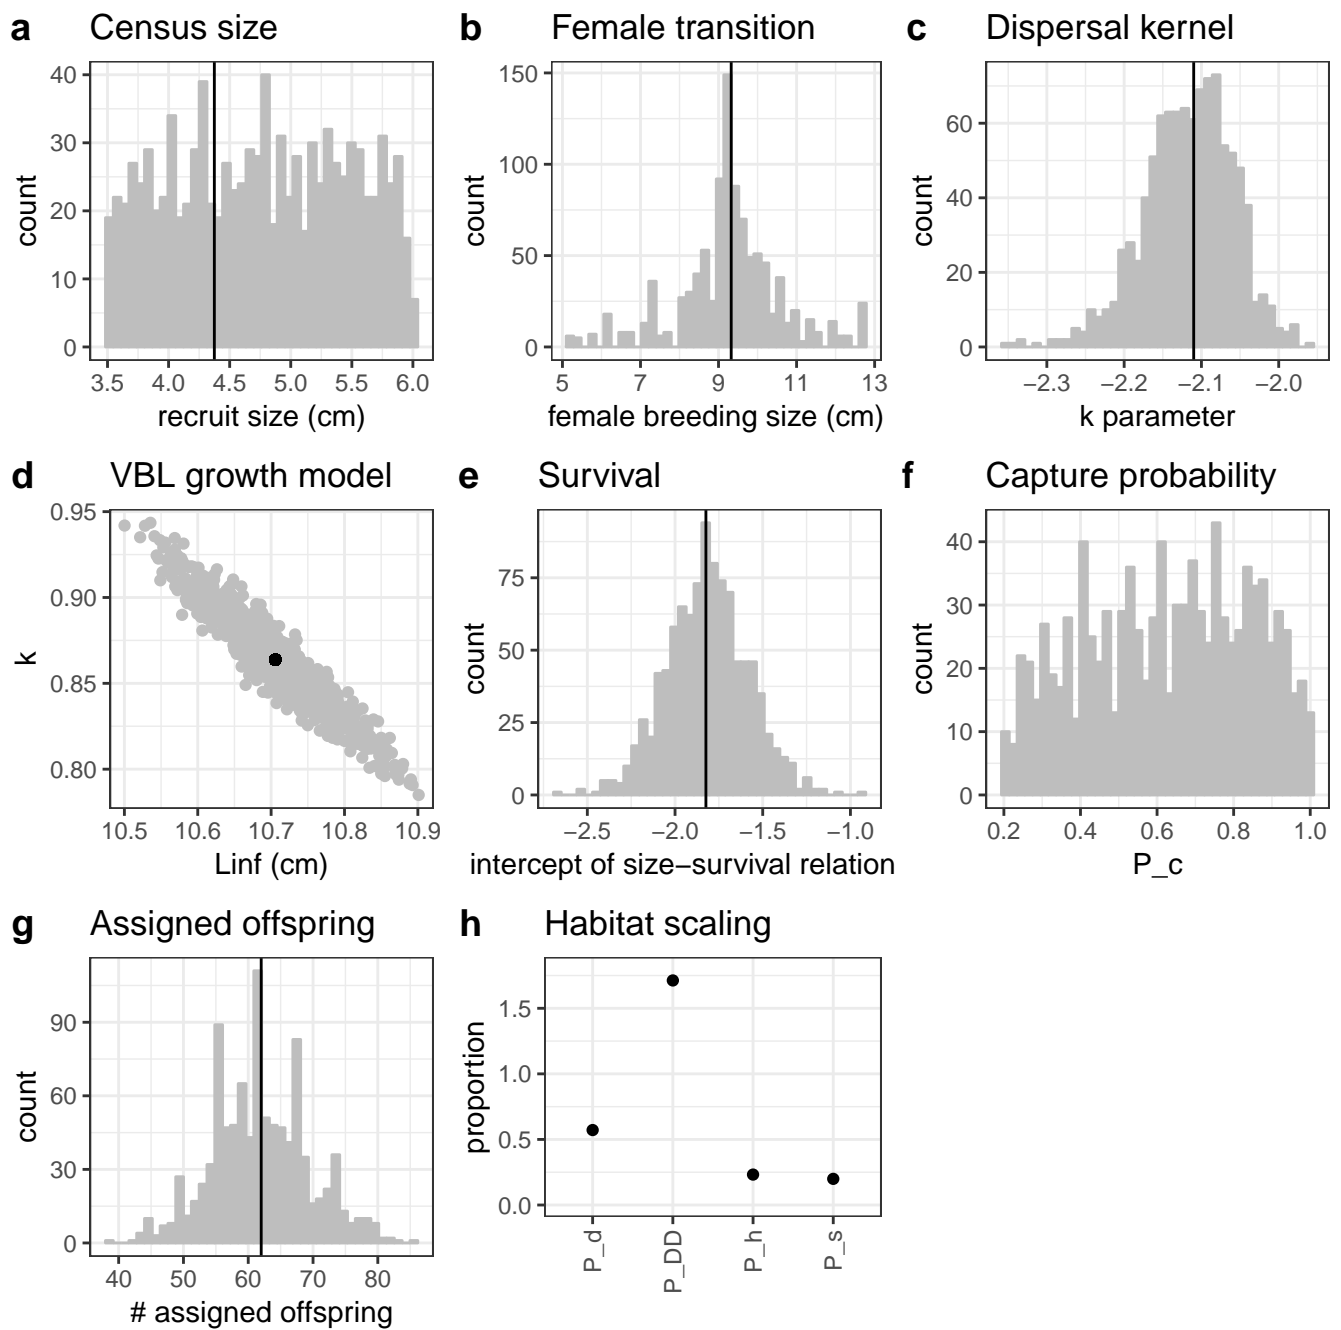 a Census size
40
30
20
10
0
count
3.5 4.0 4.5 5.0 5.5 6.0
recruit size (cm)
b Female transition
150
100
50
0
count
5 7 9 11 13
female breeding size (cm)
c Dispersal kernel
60
40
20
0
count
−2.3 −2.2 −2.1 −2.0
k parameter
d VBL growth model
0.95
0.90
0.85
0.80
k
10.5 10.6 10.7 10.8 10.9
Linf (cm)
e Survival
75
50
25
0
count
−2.5 −2.0 −1.5 −1.0
intercept of size−survival relation
f Capture probability
40
30
20
10
0
count
0.2 0.4 0.6 0.8 1.0
P_c
g Assigned offspring
90
60
30
0
count
40 50 60 70 80
# assigned offspring
h Habitat scaling
1.5
1.0
0.5
0.0
proportion
P_d
P_DD
P_h
P_s